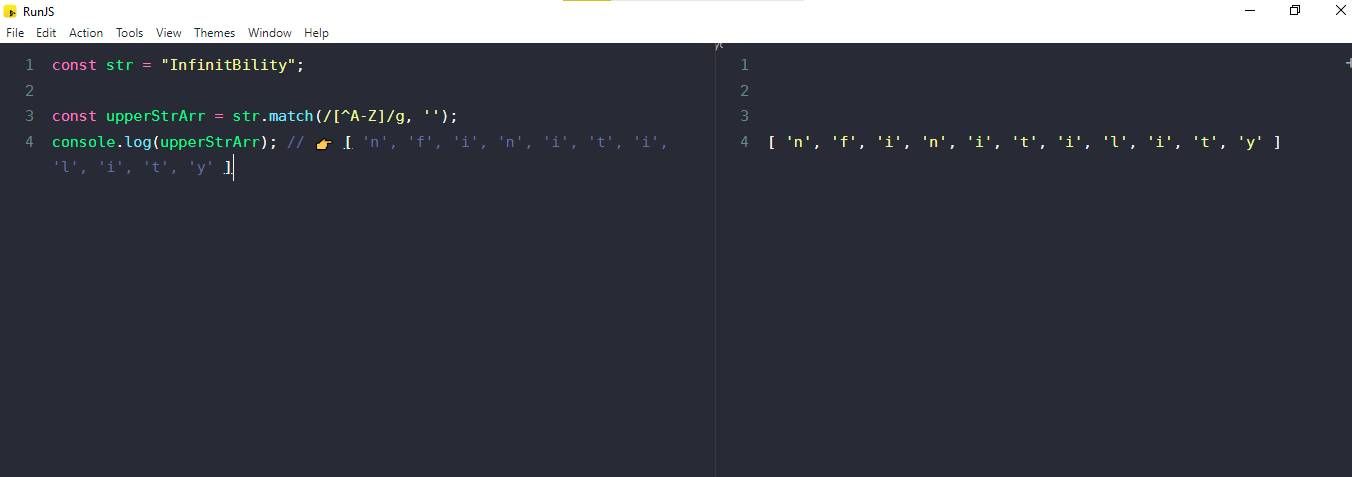 RunJS
File Edit Action Tools View Themes Window Help
1 const str = "InfinitBility";
2
3 const upperStrArr = str.match(/[^A-Z]/g, '');
4 console.log(upperStrArr); // 👉 [ 'n', 'f', 'i', 'n', 'i', 't', 'i',
'l', 'i', 't', 'y' ]
1
2
3
4 [ 'n', 'f', 'i', 'n', 'i', 't', 'i', 'l', 'i', 't', 'y' ]